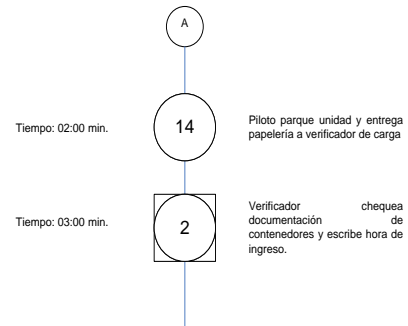 A
Tiempo: 02:00 min.
14
Piloto parque unidad y entrega
papelería a verificador de carga
Tiempo: 03:00 min.
2
Verificador chequea
documentación de
contenedores y escribe hora de
ingreso.